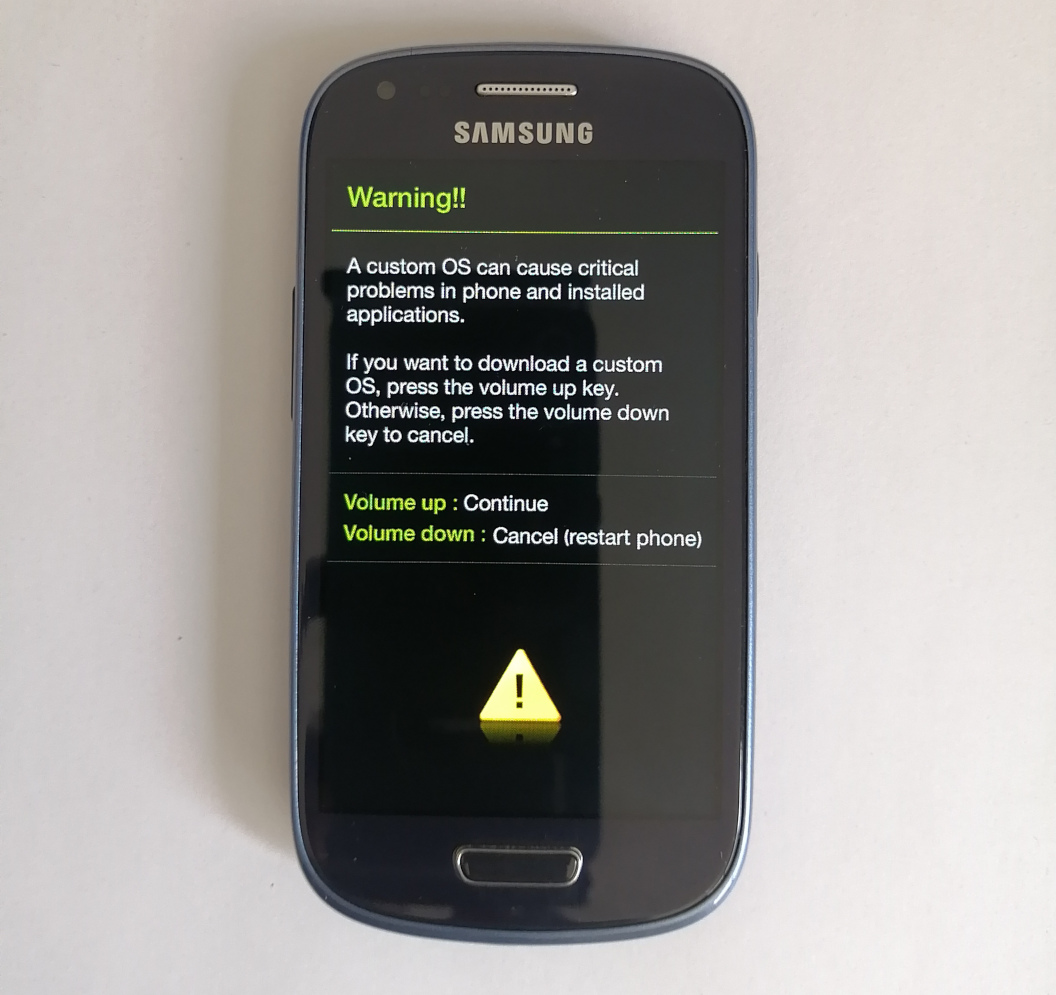 SAMSUNG
Warning!!
A custom OS can cause critical
problems in phone and installed
applications.
If you want to download a custom
OS, press the volume up key.
Otherwise, press the volume down
key to cancel.
Volume up : Continue
Volume down : Cancel (restart phone)
!